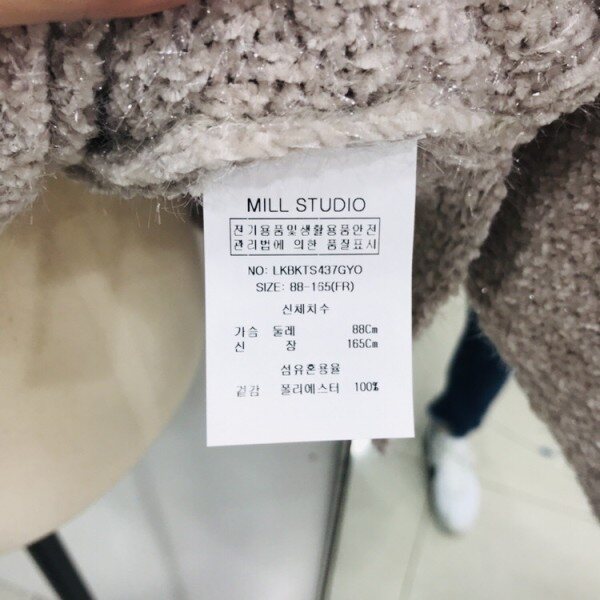 MILL STUDIO
전기용품및생활용품안전
관리법에 의한 품질표시
NO: LKBKTS437GYO
SIZE: 88-165(FR)
신체치수
가슴 둘레 88Cm
신 장 165Cm
섬유혼용율
겉감 폴리에스터 100%